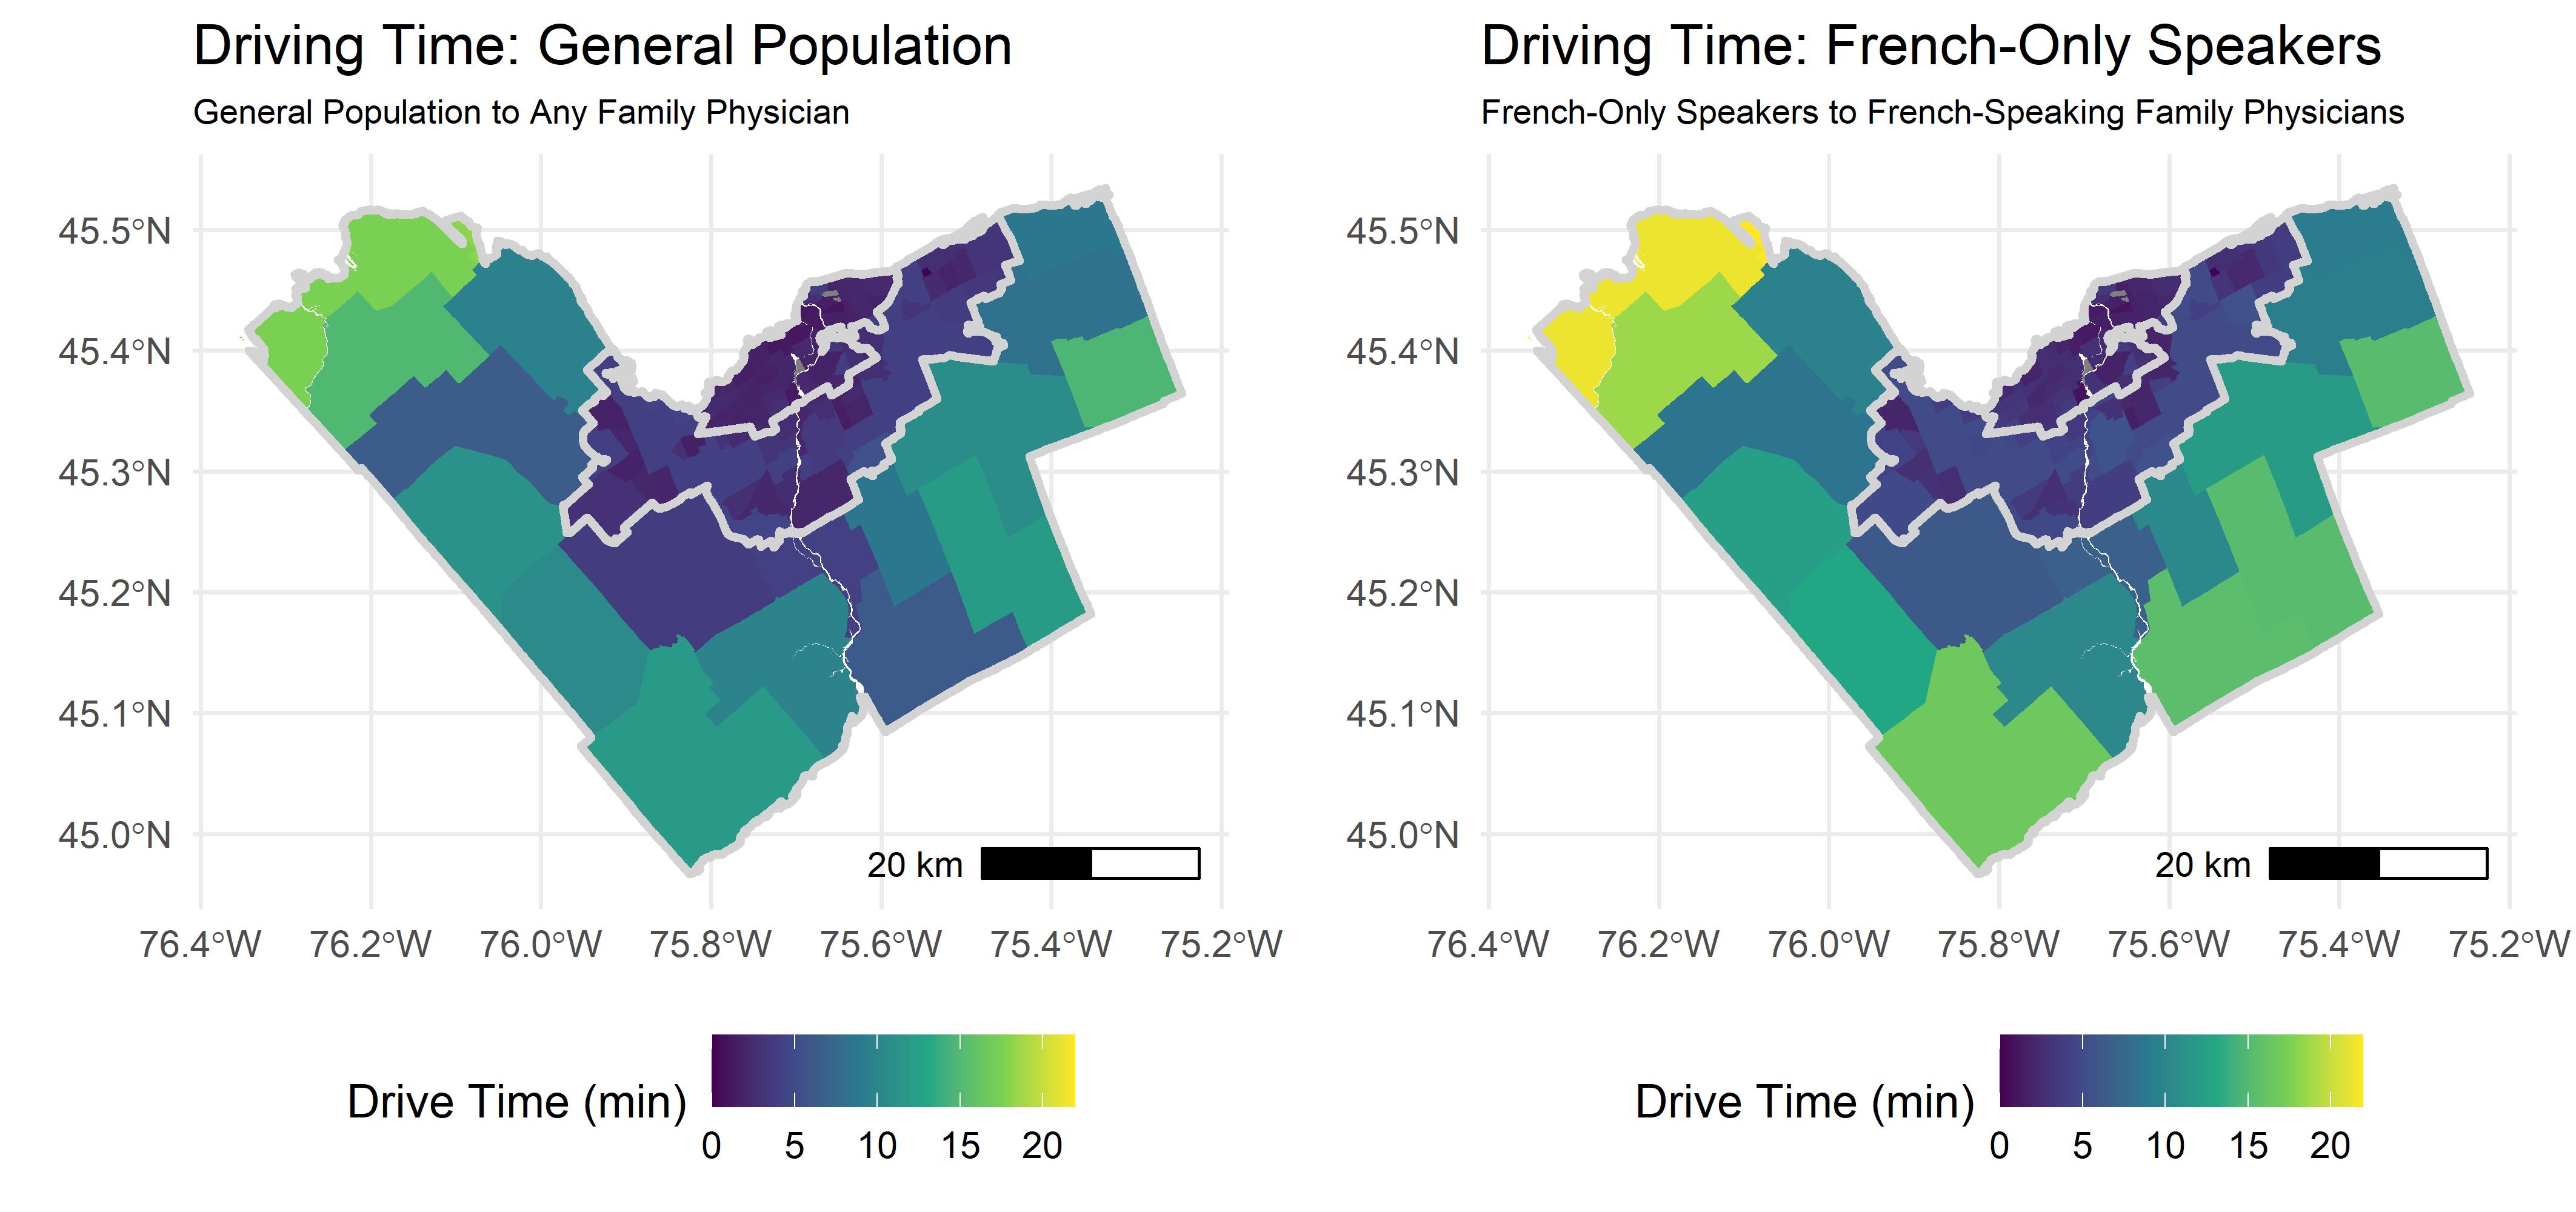 Driving Time: General Population
General Population to Any Family Physician
45.5°N
45.4°N
45.3°N
45.2°N
45.1°N
45.0°N
20 km
76.4°W 76.2°W 76.0°W 75.8°W 75.6°W 75.4°W 75.2°W
Drive Time (min)
0 5 10 15 20
Driving Time: French-Only Speakers
French-Only Speakers to French-Speaking Family Physicians
45.5°N
45.4°N
45.3°N
45.2°N
45.1°N
45.0°N
20 km
76.4°W 76.2°W 76.0°W 75.8°W 75.6°W 75.4°W 75.2°W
Drive Time (min)
0 5 10 15 20